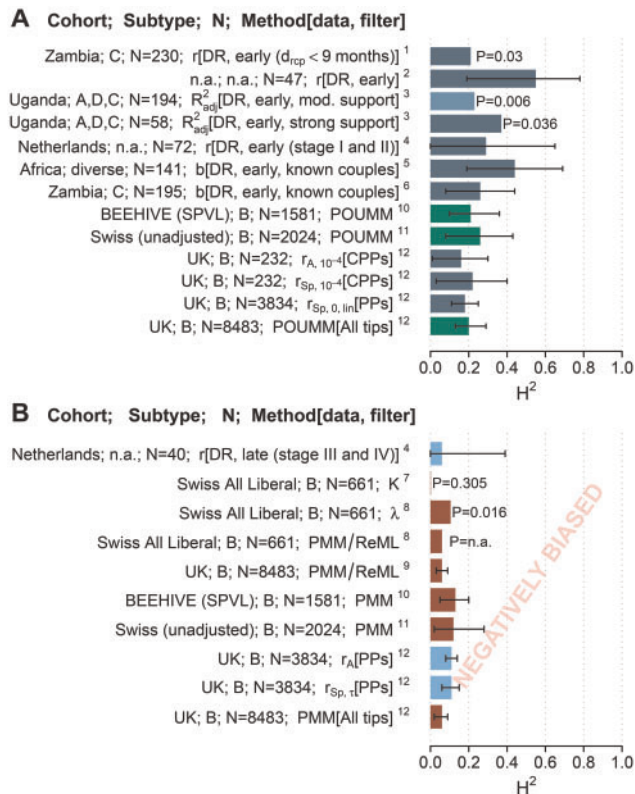 A Cohort; Subtype; N; Method[data, filter]
Zambia; C; N=230; r[DR, early (d_rcp < 9 months)] ^1 P=0.03
n.a.; n.a.; N=47; r[DR, early] ^2
Uganda; A,D,C; N=194; R²_adj[DR, early, mod. support] ^3 P=0.006
Uganda; A,D,C; N=58; R²_adj[DR, early, strong support] ^3 P=0.036
Netherlands; n.a.; N=72; r[DR, early (stage I and II)] ^4
Africa; diverse; N=141; b[DR, early, known couples] ^5
Zambia; C; N=195; b[DR, early, known couples] ^6
BEEHIVE (SPVL); B; N=1581; POUMM ^10
Swiss (unadjusted); B; N=2024; POUMM ^11
UK; B; N=232; r_A, 10⁻⁴[CPPs] ^12
UK; B; N=232; r_Sp, 10⁻⁴[CPPs] ^12
UK; B; N=3834; r_Sp, 0, lin[PPs] ^12
UK; B; N=8483; POUMM[All tips] ^12
0.0 0.2 0.4 0.6 0.8 1.0
H²
B Cohort; Subtype; N; Method[data, filter]
Netherlands; n.a.; N=40; r[DR, late (stage III and IV)] ^4
Swiss All Liberal; B; N=661; K ^7 P=0.305
Swiss All Liberal; B; N=661; λ ^8 P=0.016
Swiss All Liberal; B; N=661; PMM/ReML ^8 P=n.a.
UK; B; N=8483; PMM/ReML ^9
BEEHIVE (SPVL); B; N=1581; PMM ^10
Swiss (unadjusted); B; N=2024; PMM ^11
UK; B; N=3834; r_A[PPs] ^12
UK; B; N=3834; r_Sp, τ[PPs] ^12
UK; B; N=8483; PMM[All tips] ^12
NEGATIVELY BIASED
0.0 0.2 0.4 0.6 0.8 1.0
H²